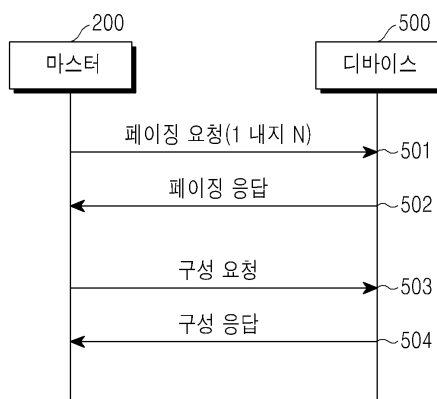 200
500
마스터
디바이스
페이징 요청(1 내지 N)
501
페이징 응답
502
구성 요청
503
구성 응답
504